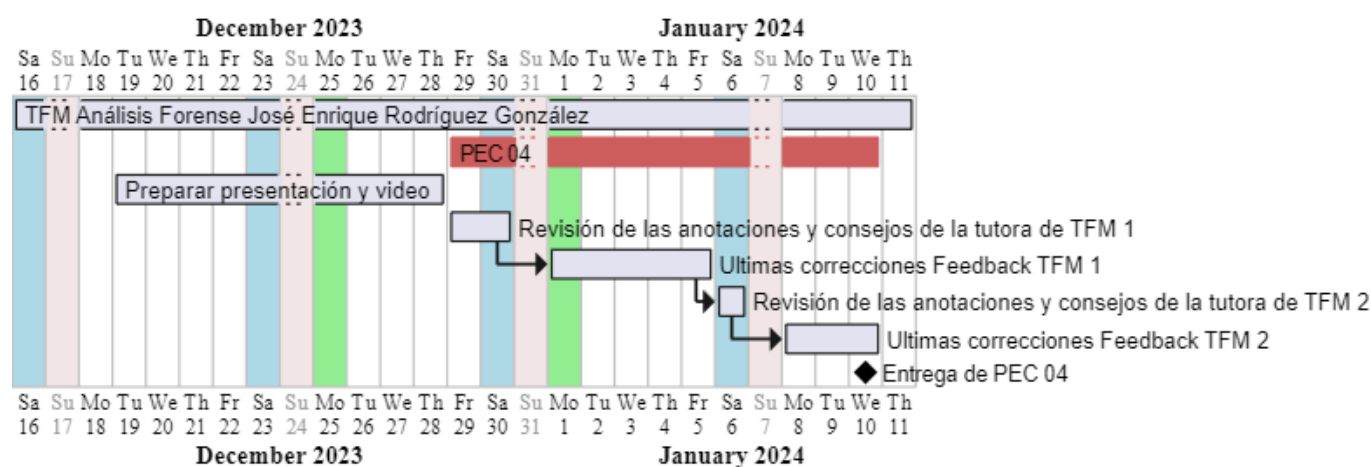 December 2023 January 2024
Sa Su Mo Tu We Th Fr Sa Su Mo Tu We Th Fr Sa Su Mo Tu We Th Fr Sa Su Mo Tu We Th
16 17 18 19 20 21 22 23 24 25 26 27 28 29 30 31 1 2 3 4 5 6 7 8 9 10 11
TFM Análisis Forense José Enrique Rodríguez González
PEC 04
Preparar presentación y video
Revisión de las anotaciones y consejos de la tutora de TFM 1
Ultimas correcciones Feedback TFM 1
Revisión de las anotaciones y consejos de la tutora de TFM 2
Ultimas correcciones Feedback TFM 2
Entrega de PEC 04
Sa Su Mo Tu We Th Fr Sa Su Mo Tu We Th Fr Sa Su Mo Tu We Th Fr Sa Su Mo Tu We Th
16 17 18 19 20 21 22 23 24 25 26 27 28 29 30 31 1 2 3 4 5 6 7 8 9 10 11
December 2023 January 2024